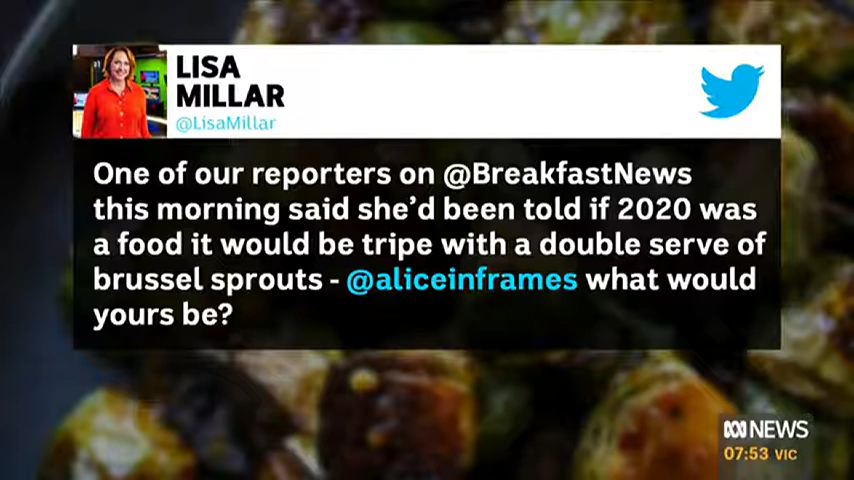 LISA
MILLAR
@LisaMillar
One of our reporters on @BreakfastNews
this morning said she'd been told if 2020 was
a food it would be tripe with a double serve of
brussel sprouts - @aliceinframes what would
yours be?
NEWS
07:53 VIC